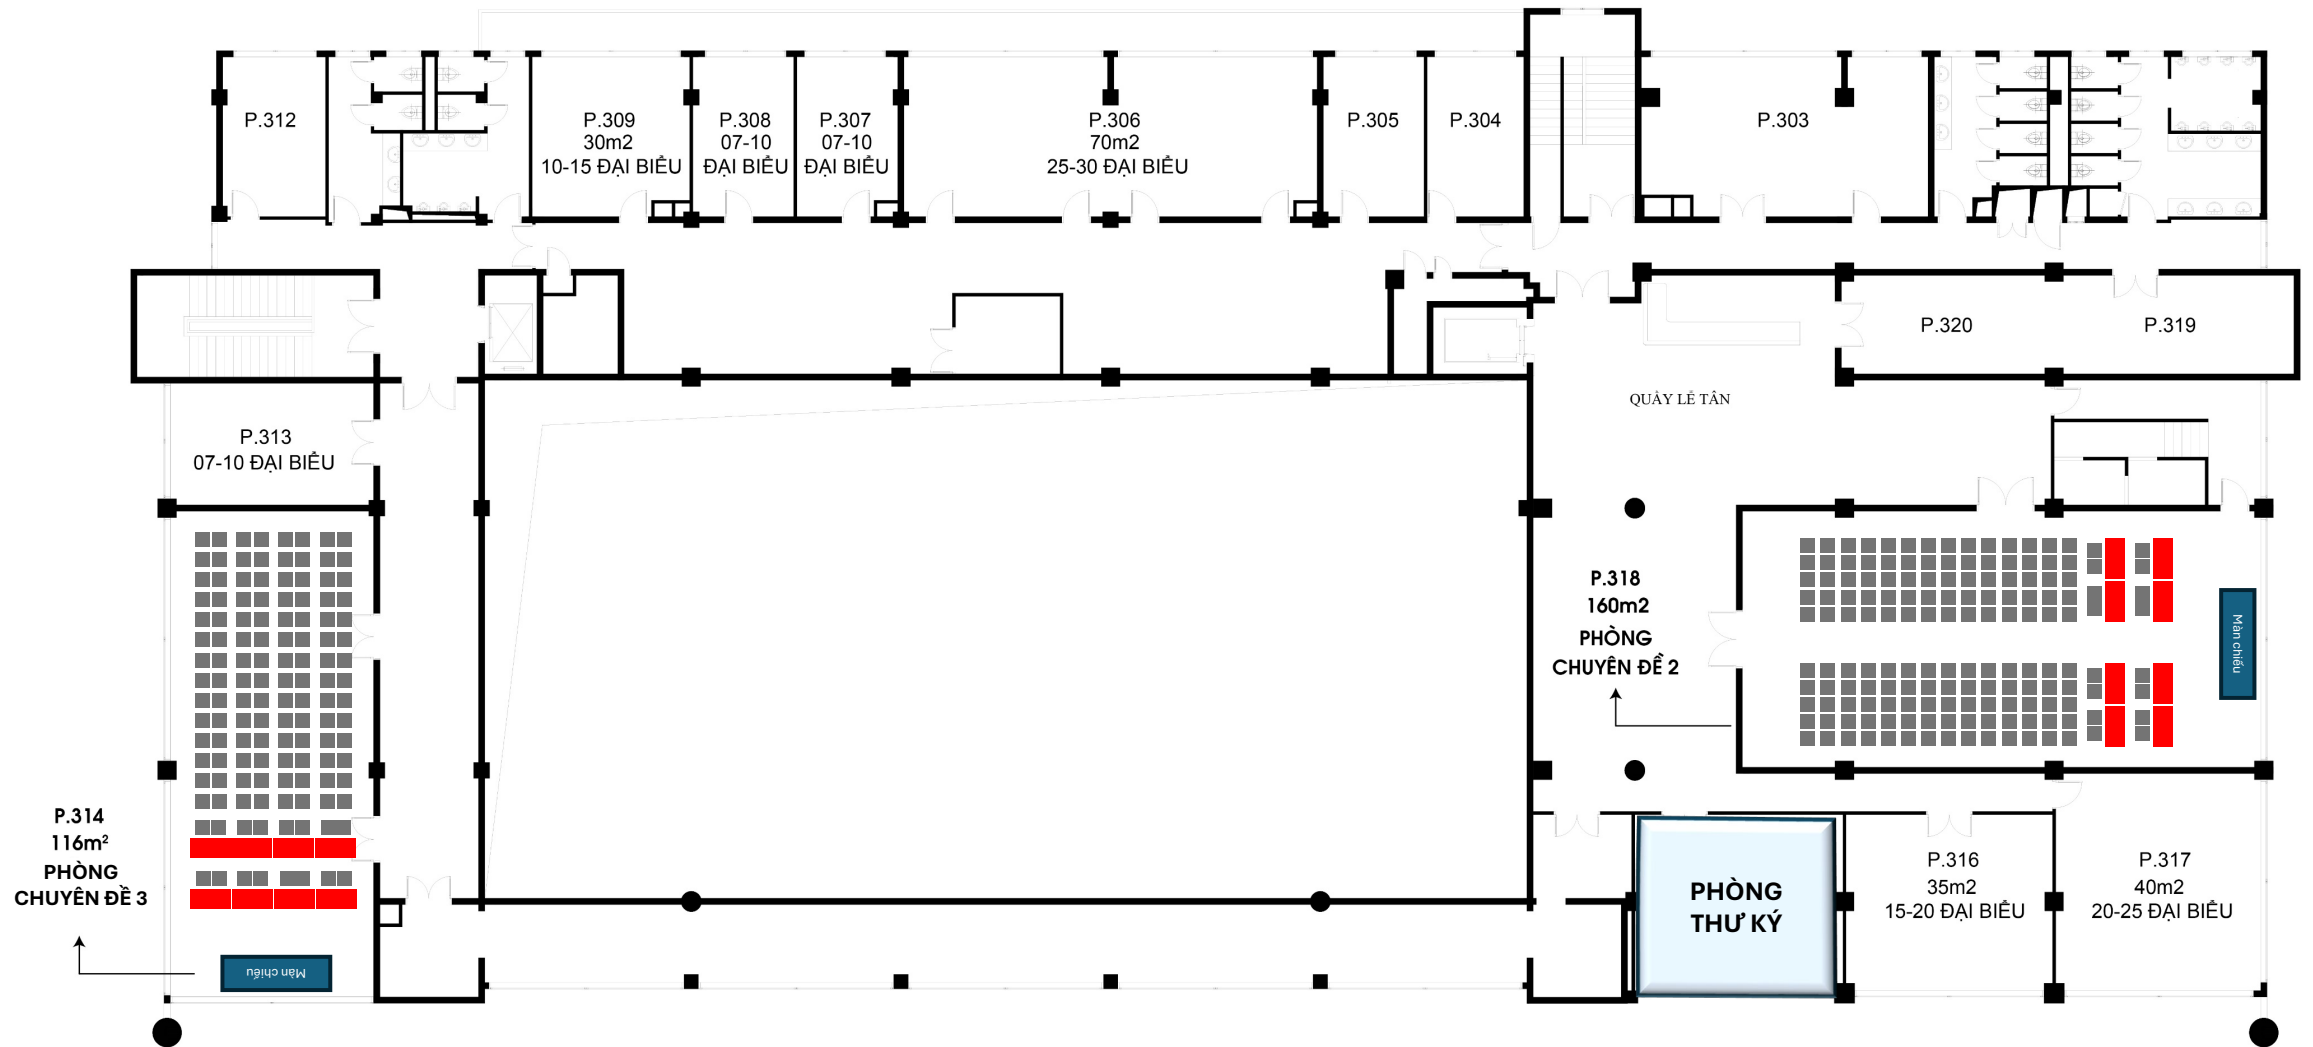 P.312
P.309
30m2
10-15 ĐẠI BIỂU
P.308
07-10
ĐẠI BIỂU
P.307
07-10
ĐẠI BIỂU
P.306
70m2
25-30 ĐẠI BIỂU
P.305
P.304
P.303
P.320
P.319
QUẦY LỄ TÂN
P.313
07-10 ĐẠI BIỂU
P.318
160m2
PHÒNG
CHUYÊN ĐỀ 2
Màn chiếu
P.314
116m²
PHÒNG
CHUYÊN ĐỀ 3
Màn chiếu
PHÒNG
THƯ KÝ
P.316
35m2
15-20 ĐẠI BIỂU
P.317
40m2
20-25 ĐẠI BIỂU